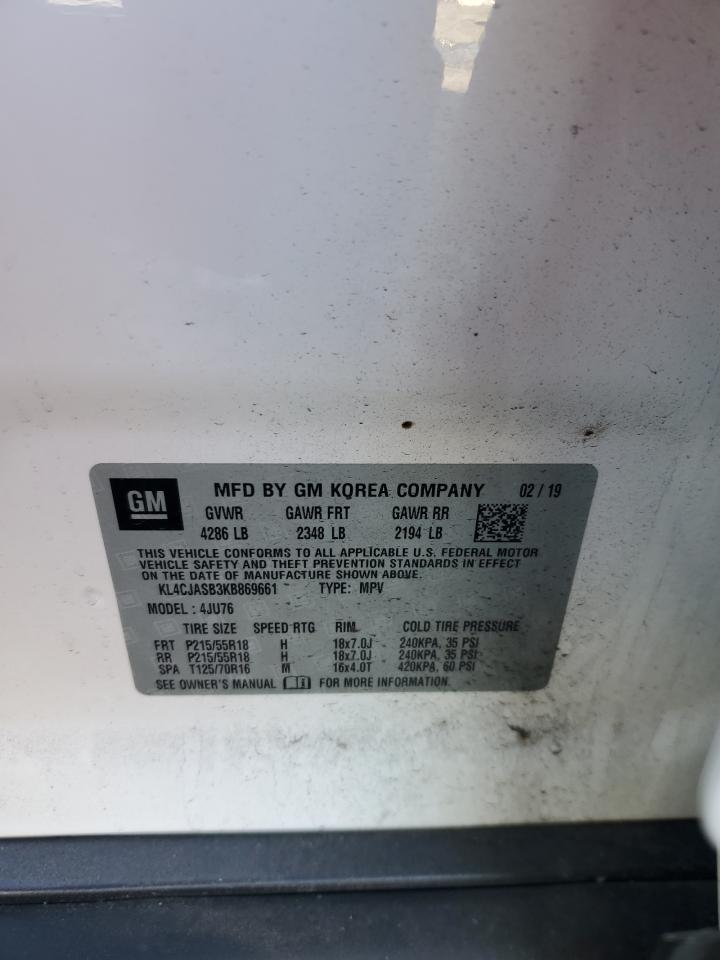 GM MFD BY GM KOREA COMPANY 02 / 19
GVWR GAWR FRT GAWR RR
4286 LB 2348 LB 2194 LB
THIS VEHICLE CONFORMS TO ALL APPLICABLE U.S. FEDERAL MOTOR
VEHICLE SAFETY AND THEFT PREVENTION STANDARDS IN EFFECT
ON THE DATE OF MANUFACTURE SHOWN ABOVE.
KL4CJASB3KB869661 TYPE: MPV
MODEL: 4JU76
TIRE SIZE SPEED RTG RIM COLD TIRE PRESSURE
FRT P215/55R18 H 18x7.0J 240KPA, 35 PSI
RR P215/55R18 H 18x7.0J 240KPA, 35 PSI
SPA T125/70R16 M 16x4.0T 420KPA, 60 PSI
SEE OWNER'S MANUAL FOR MORE INFORMATION.